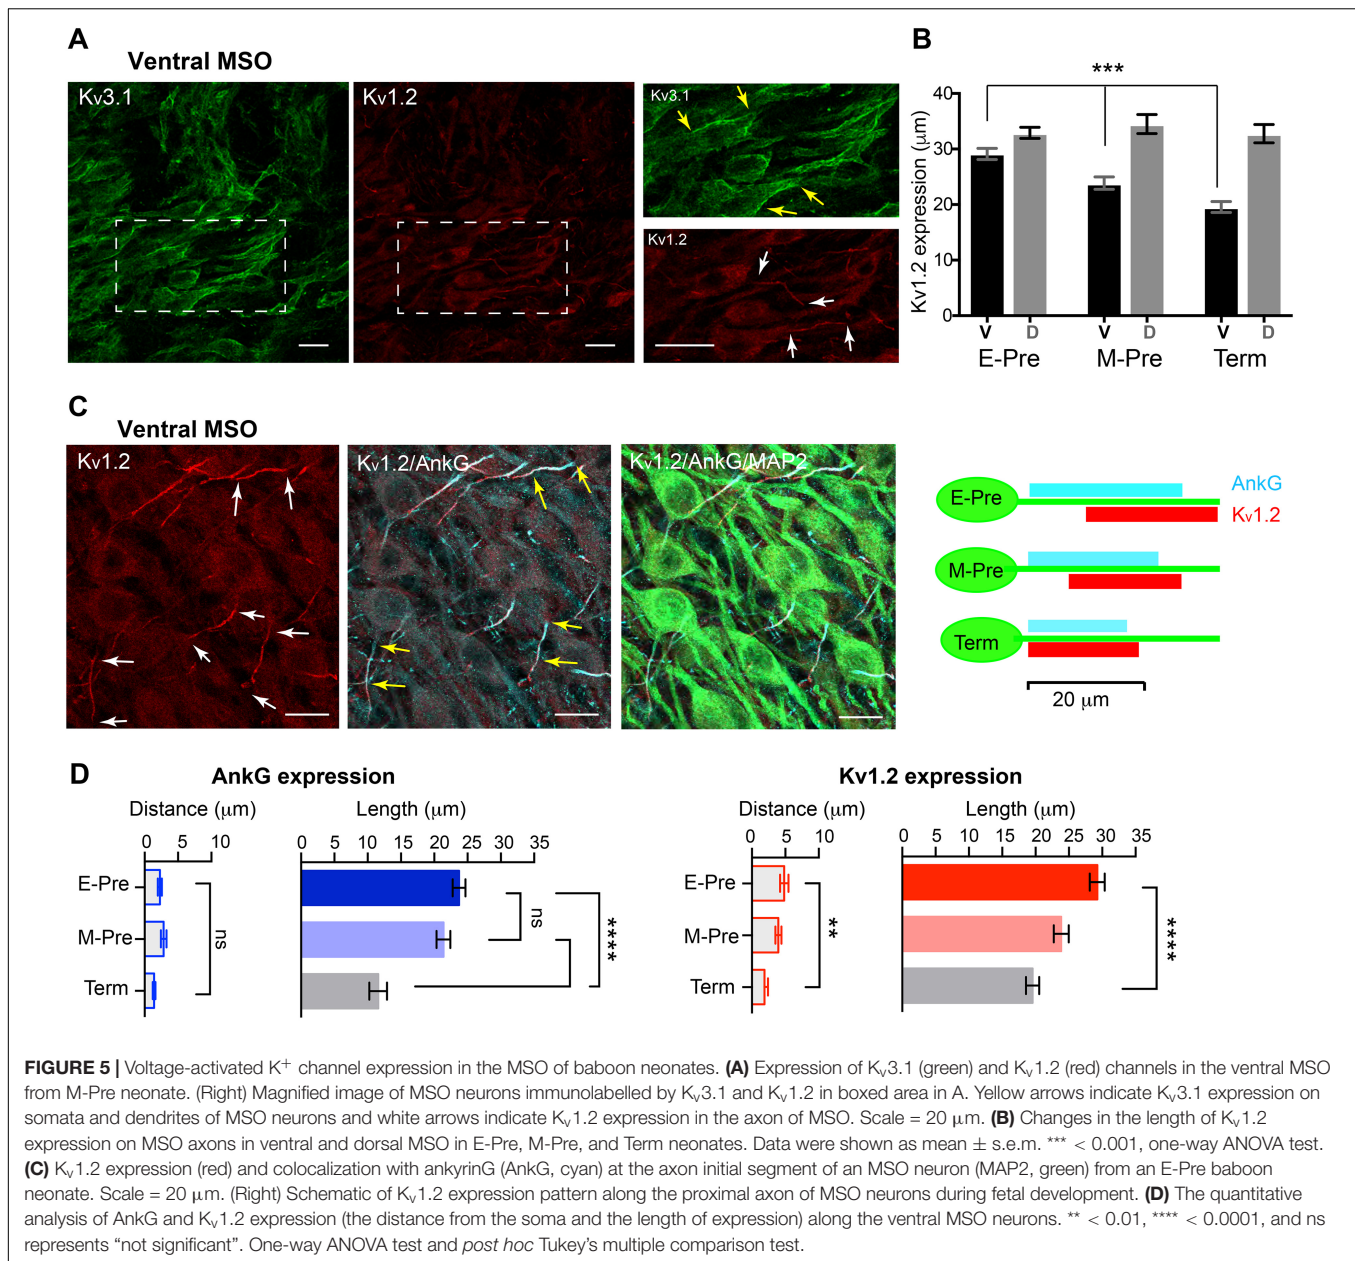 A
Ventral MSO
Kv3.1
Kv1.2
Kv3.1
Kv1.2
B
***
Kv1.2 expression (μm)
40
30
20
10
0
V D V D V D
E-Pre M-Pre Term
C
Ventral MSO
Kv1.2
Kv1.2/AnkG
Kv1.2/AnkG/MAP2
E-Pre
AnkG
Kv1.2
M-Pre
Term
20 μm
D
AnkG expression
Distance (μm)
0 5 10
Length (μm)
0 5 10 15 20 25 30 35
E-Pre
M-Pre
Term
ns
ns
****
Kv1.2 expression
Distance (μm)
0 5 10
Length (μm)
0 5 10 15 20 25 30 35
E-Pre
M-Pre
Term
**
****
FIGURE 5 | Voltage-activated K+ channel expression in the MSO of baboon neonates. (A) Expression of Kv3.1 (green) and Kv1.2 (red) channels in the ventral MSO
from M-Pre neonate. (Right) Magnified image of MSO neurons immunolabelled by Kv3.1 and Kv1.2 in boxed area in A. Yellow arrows indicate Kv3.1 expression on
somata and dendrites of MSO neurons and white arrows indicate Kv1.2 expression in the axon of MSO. Scale = 20 μm. (B) Changes in the length of Kv1.2
expression on MSO axons in ventral and dorsal MSO in E-Pre, M-Pre, and Term neonates. Data were shown as mean ± s.e.m. *** < 0.001, one-way ANOVA test.
(C) Kv1.2 expression (red) and colocalization with ankyrinG (AnkG, cyan) at the axon initial segment of an MSO neuron (MAP2, green) from an E-Pre baboon
neonate. Scale = 20 μm. (Right) Schematic of Kv1.2 expression pattern along the proximal axon of MSO neurons during fetal development. (D) The quantitative
analysis of AnkG and Kv1.2 expression (the distance from the soma and the length of expression) along the ventral MSO neurons. ** < 0.01, **** < 0.0001, and ns
represents “not significant”. One-way ANOVA test and post hoc Tukey’s multiple comparison test.